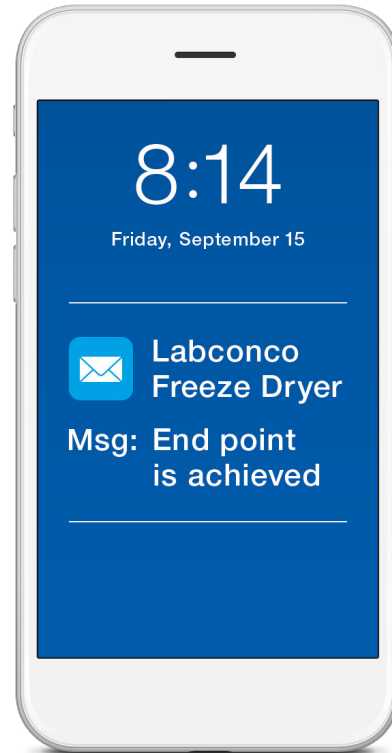 8:14
Friday, September 15
Labconco
Freeze Dryer
Msg: End point
is achieved